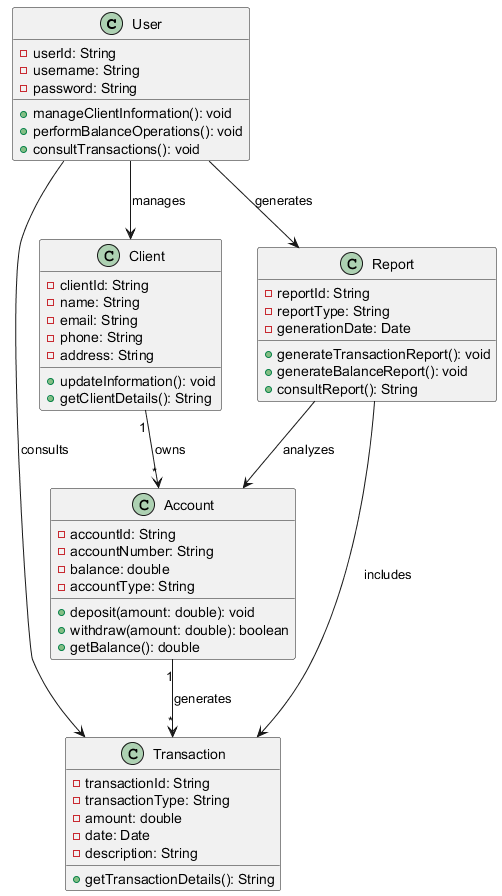 C User
userId: String
username: String
password: String
manageClientInformation(): void
performBalanceOperations(): void
consultTransactions(): void
manages
generates
C Client
clientId: String
name: String
email: String
phone: String
address: String
updateInformation(): void
getClientDetails(): String
C Report
reportId: String
reportType: String
generationDate: Date
generateTransactionReport(): void
generateBalanceReport(): void
consultReport(): String
1
consults
owns
analyzes
*
C Account
accountId: String
accountNumber: String
balance: double
accountType: String
deposit(amount: double): void
withdraw(amount: double): boolean
getBalance(): double
includes
1
generates
*
C Transaction
transactionId: String
transactionType: String
amount: double
date: Date
description: String
getTransactionDetails(): String